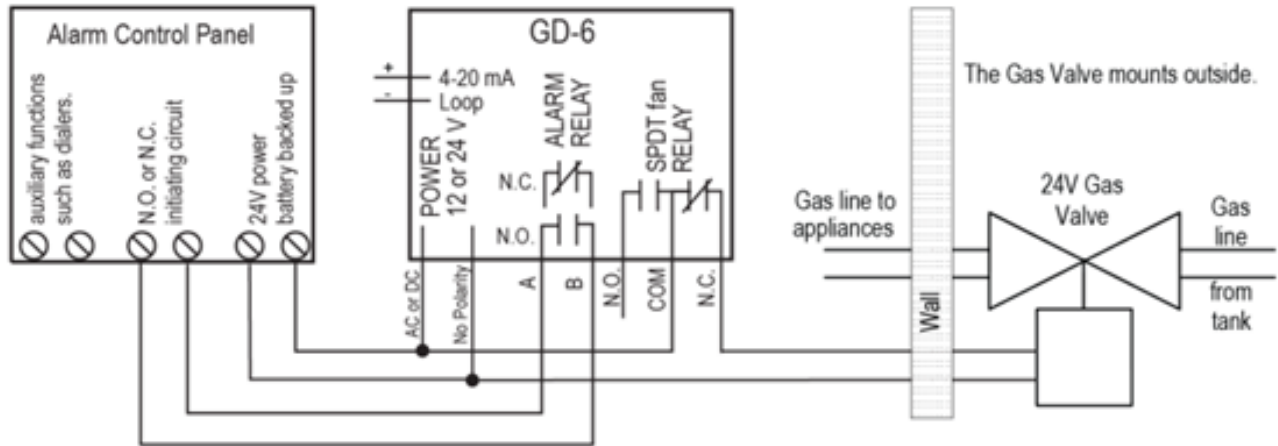 Alarm Control Panel
auxiliary functions
such as dialers.
N.O. or N.C.
initiating circuit
24V power
battery backed up
GD-6
+
4-20 mA
-
Loop
POWER
12 or 24 V
ALARM
RELAY
N.C.
N.O.
SPDT fan
RELAY
AC or DC
No Polarity
A
B
N.O.
COM
N.C.
Wall
The Gas Valve mounts outside.
Gas line to
appliances
24V Gas
Valve
Gas
line
from
tank